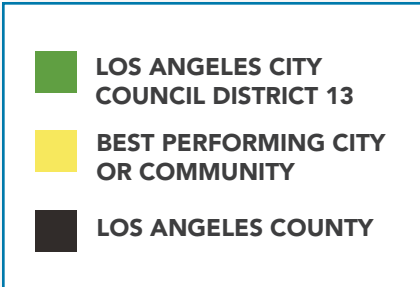 LOS ANGELES CITY
COUNCIL DISTRICT 13
BEST PERFORMING CITY
OR COMMUNITY
LOS ANGELES COUNTY